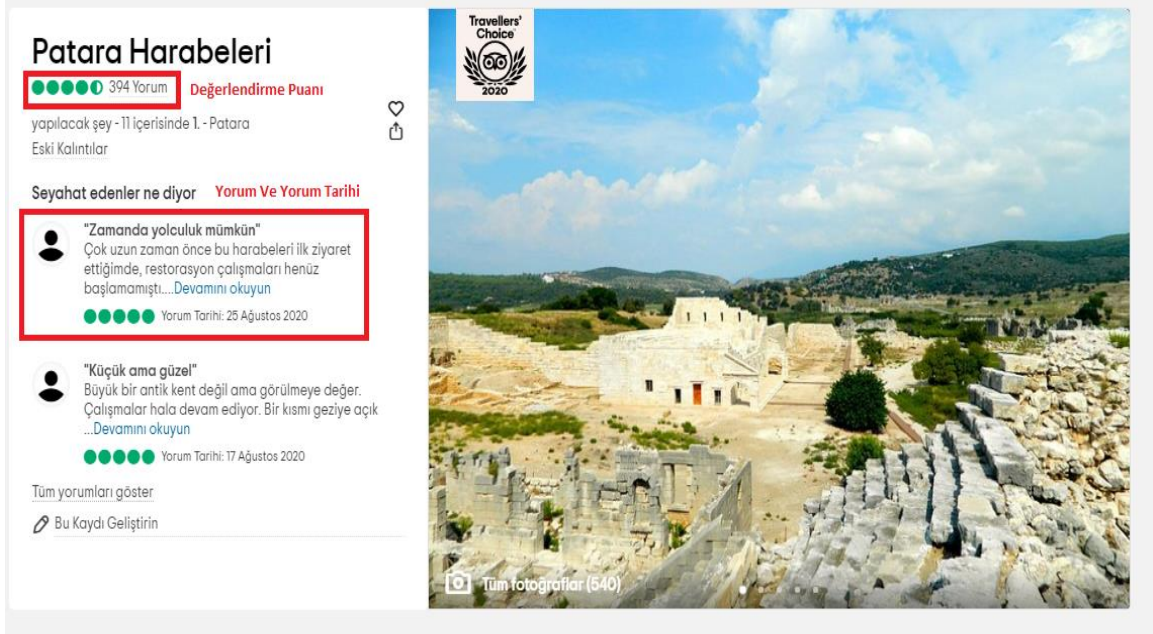 Patara Harabeleri
394 Yorum Değerlendirme Puanı
yapılacak şey - 11 içerisinde 1. - Patara
Eski Kalıntılar
Seyahat edenler ne diyor Yorum Ve Yorum Tarihi
"Zamanda yolculuk mümkün"
Çok uzun zaman önce bu harabeleri ilk ziyaret
ettiğimde, restorasyon çalışmaları henüz
başlamamıştı....Devamını okuyun
Yorum Tarihi: 25 Ağustos 2020
"Küçük ama güzel"
Büyük bir antik kent değil ama görülmeye değer.
Çalışmalar hala devam ediyor. Bir kısmı geziye açık
...Devamını okuyun
Yorum Tarihi: 17 Ağustos 2020
Tüm yorumları göster
Bu Kaydı Geliştirin
Travellers'
Choice
2020
Tüm fotoğraflar (540)